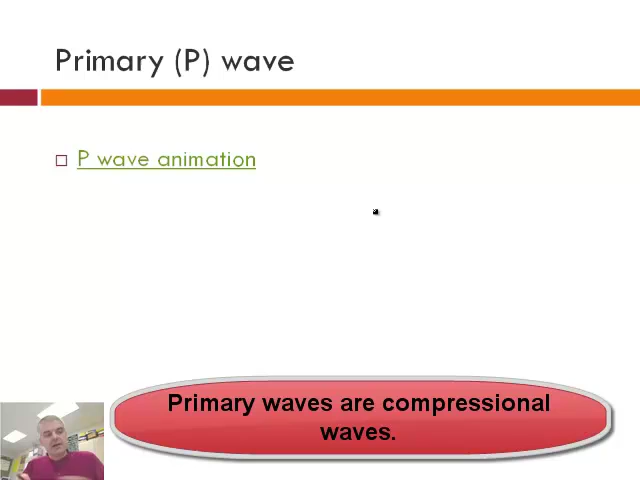 Primary (P) wave
P wave animation
Primary waves are compressional
waves.